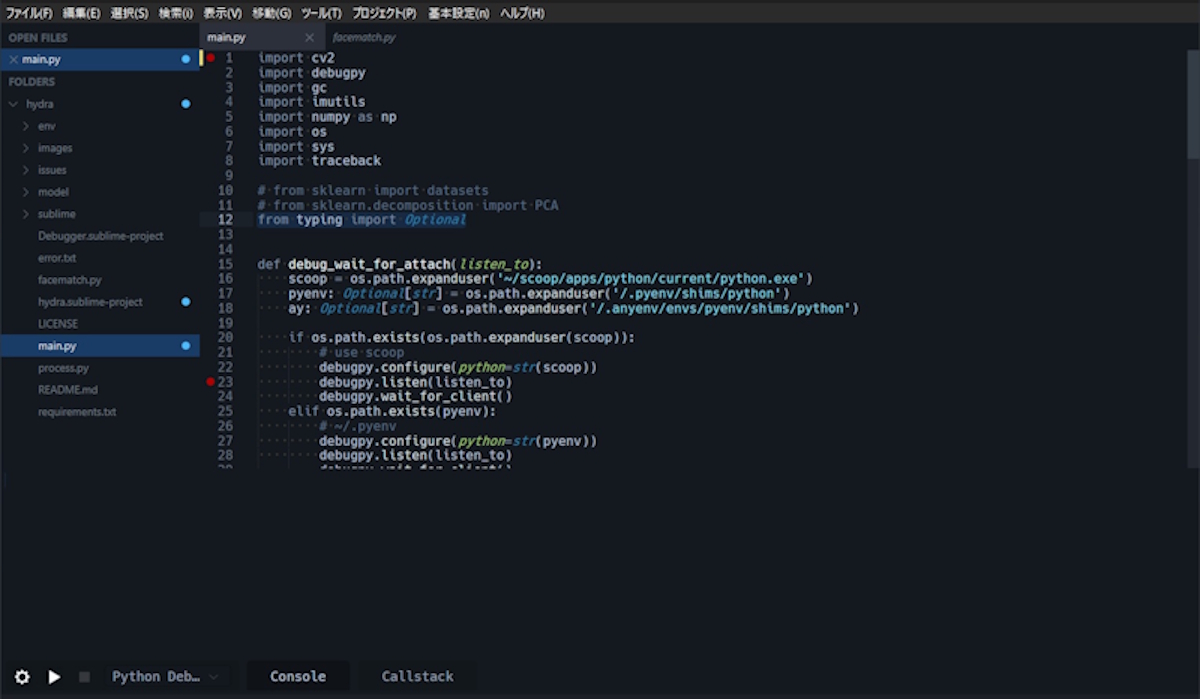 ファイル(F) 編集(E) 選択(S) 検索(i) 表示(V) 移動(G) ツール(T) プロジェクト(P) 基本設定(n) ヘルプ(H)
OPEN FILES
main.py
FOLDERS
hydra
env
images
issues
model
sublime
Debugger.sublime-project
error.txt
facematch.py
hydra.sublime-project
LICENSE
main.py
process.py
README.md
requirements.txt
main.py facematch.py
1 import cv2
2 import debugpy
3 import gc
4 import imutils
5 import numpy as np
6 import os
7 import sys
8 import traceback
9
10 # from sklearn import datasets
11 # from sklearn.decomposition import PCA
12 from typing import Optional
13
14
15 def debug_wait_for_attach(listen_to):
16 scoop = os.path.expanduser('~/scoop/apps/python/current/python.exe')
17 pyenv: Optional[str] = os.path.expanduser('/.pyenv/shims/python')
18 ay: Optional[str] = os.path.expanduser('/.anyenv/envs/pyenv/shims/python')
19
20 if os.path.exists(os.path.expanduser(scoop)):
21 # use scoop
22 debugpy.configure(python=str(scoop))
23 debugpy.listen(listen_to)
24 debugpy.wait_for_client()
25 elif os.path.exists(pyenv):
26 # ~/.pyenv
27 debugpy.configure(python=str(pyenv))
28 debugpy.listen(listen_to)
Python Deb… Console Callstack